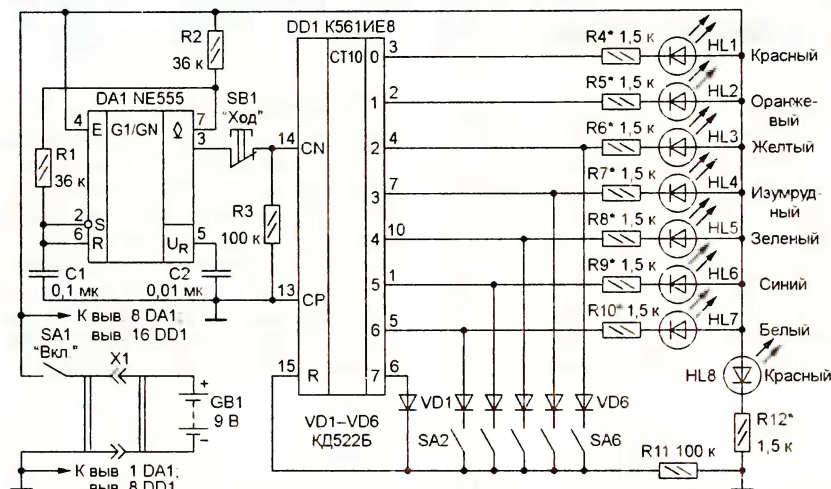 DD1 К561ИЕ8
R2
36 к
DA1 NE555
4
E
G1/GN
7
3
SB1
"Ход"
14
CN
CT10
R1
36 к
2
6
S
R
U_R
5
R3
100 к
C1
0,1 мк
C2
0,01 мк
13
CP
15
R
0
3
1
2
2
4
3
7
4
10
5
1
6
5
7
6
R4* 1,5 к
HL1
Красный
R5* 1,5 к
HL2
Оранже-
вый
R6* 1,5 к
HL3
Желтый
R7* 1,5 к
HL4
Изумруд-
ный
R8* 1,5 к
HL5
Зеленый
R9* 1,5 к
HL6
Синий
R10* 1,5 к
HL7
Белый
HL8
Красный
R12*
1,5 к
К выв. 8 DA1;
выв. 16 DD1
SA1
"Вкл."
X1
+
GB1
9 В
−
К выв. 1 DA1;
выв. 8 DD1
VD1–VD6
КД522Б
VD1
VD6
SA2
SA6
R11 100 к